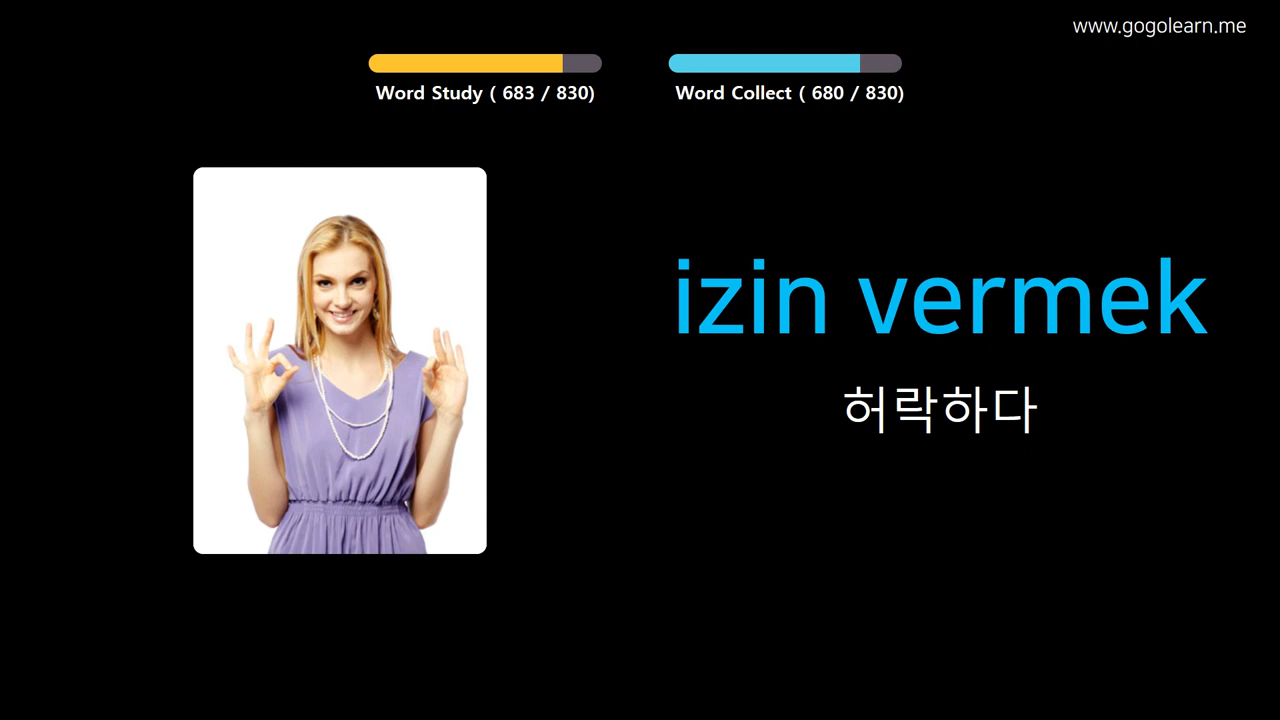 www.gogolearn.me
Word Study ( 683 / 830)
Word Collect ( 680 / 830)
izin vermek
허락하다